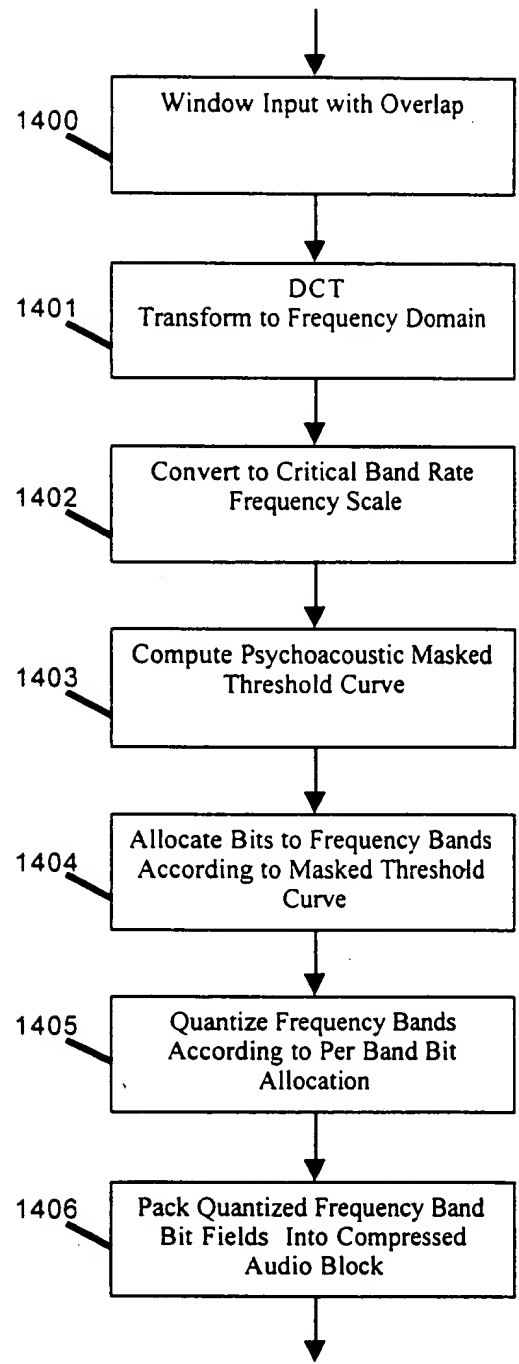 1400
Window Input with Overlap
1401
DCT
Transform to Frequency Domain
1402
Convert to Critical Band Rate
Frequency Scale
1403
Compute Psychoacoustic Masked
Threshold Curve
1404
Allocate Bits to Frequency Bands
According to Masked Threshold
Curve
1405
Quantize Frequency Bands
According to Per Band Bit
Allocation
1406
Pack Quantized Frequency Band
Bit Fields Into Compressed
Audio Block